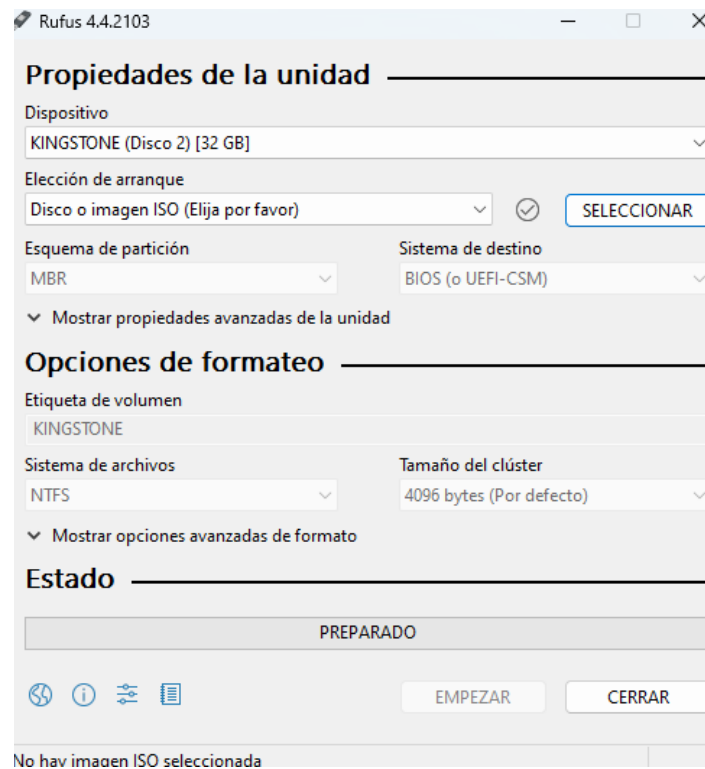 Rufus 4.4.2103
Propiedades de la unidad
Dispositivo
KINGSTONE (Disco 2) [32 GB]
Elección de arranque
Disco o imagen ISO (Elija por favor) SELECCIONAR
Esquema de partición Sistema de destino
MBR BIOS (o UEFI-CSM)
Mostrar propiedades avanzadas de la unidad
Opciones de formateo
Etiqueta de volumen
KINGSTONE
Sistema de archivos Tamaño del clúster
NTFS 4096 bytes (Por defecto)
Mostrar opciones avanzadas de formato
Estado
PREPARADO
EMPEZAR CERRAR
No hay imagen ISO seleccionada